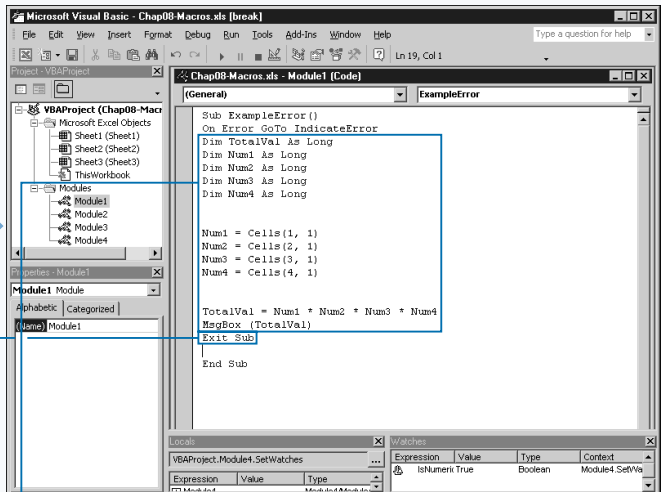 Microsoft Visual Basic - Chap08-Macros.xls [break]
File Edit View Insert Format Debug Run Tools Add-Ins Window Help
Type a question for help
Ln 19, Col 1
Project - VBAProject
VBAProject (Chap08-Macr
Microsoft Excel Objects
Sheet1 (Sheet1)
Sheet2 (Sheet2)
Sheet3 (Sheet3)
ThisWorkbook
Modules
Module1
Module2
Module3
Module4
Properties - Module1
Module1 Module
Alphabetic Categorized
(Name) Module1
Chap08-Macros.xls - Module1 (Code)
(General) ExampleError
Sub ExampleError()
On Error GoTo IndicateError
Dim TotalVal As Long
Dim Num1 As Long
Dim Num2 As Long
Dim Num3 As Long
Dim Num4 As Long
Num1 = Cells(1, 1)
Num2 = Cells(2, 1)
Num3 = Cells(3, 1)
Num4 = Cells(4, 1)
TotalVal = Num1 * Num2 * Num3 * Num4
MsgBox (TotalVal)
Exit Sub
End Sub
Locals
VBAProject.Module4.SetWatches ...
Expression Value Type
Module4 Module4/Module
Watches
Expression Value Type Context
IsNumeric True Boolean Module4.SetWa